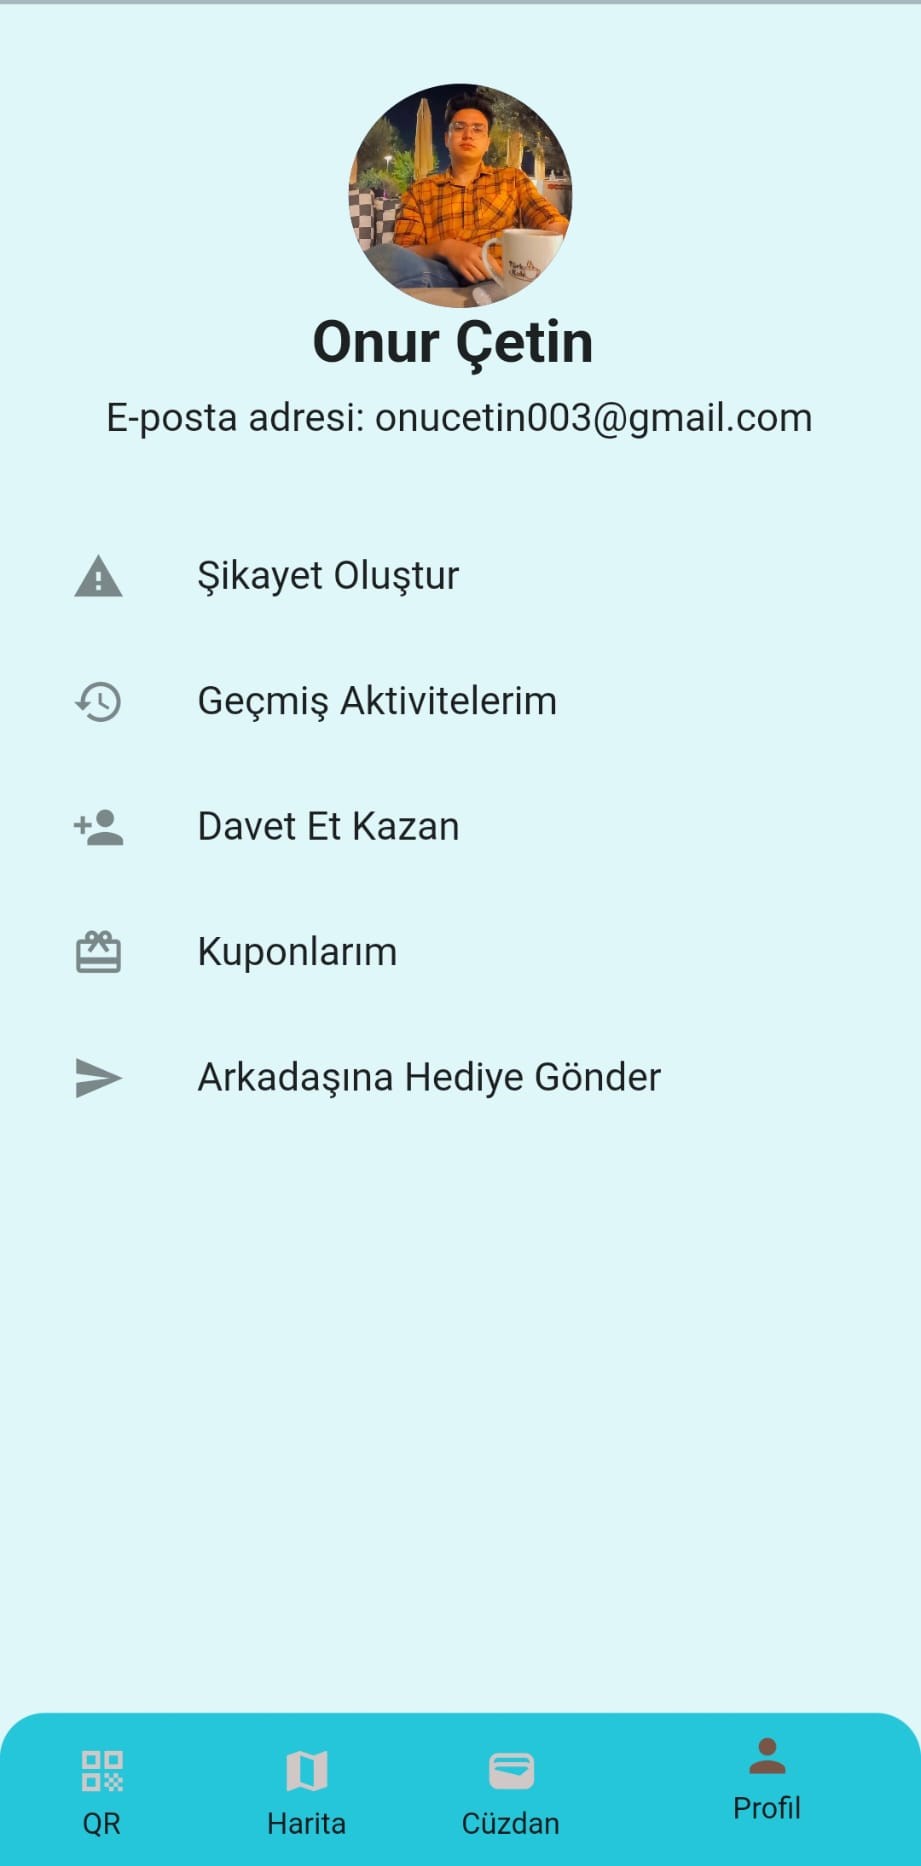 Onur Çetin
E-posta adresi: onucetin003@gmail.com
Şikayet Oluştur
Geçmiş Aktivitelerim
Davet Et Kazan
Kuponlarım
Arkadaşına Hediye Gönder
QR
Harita
Cüzdan
Profil